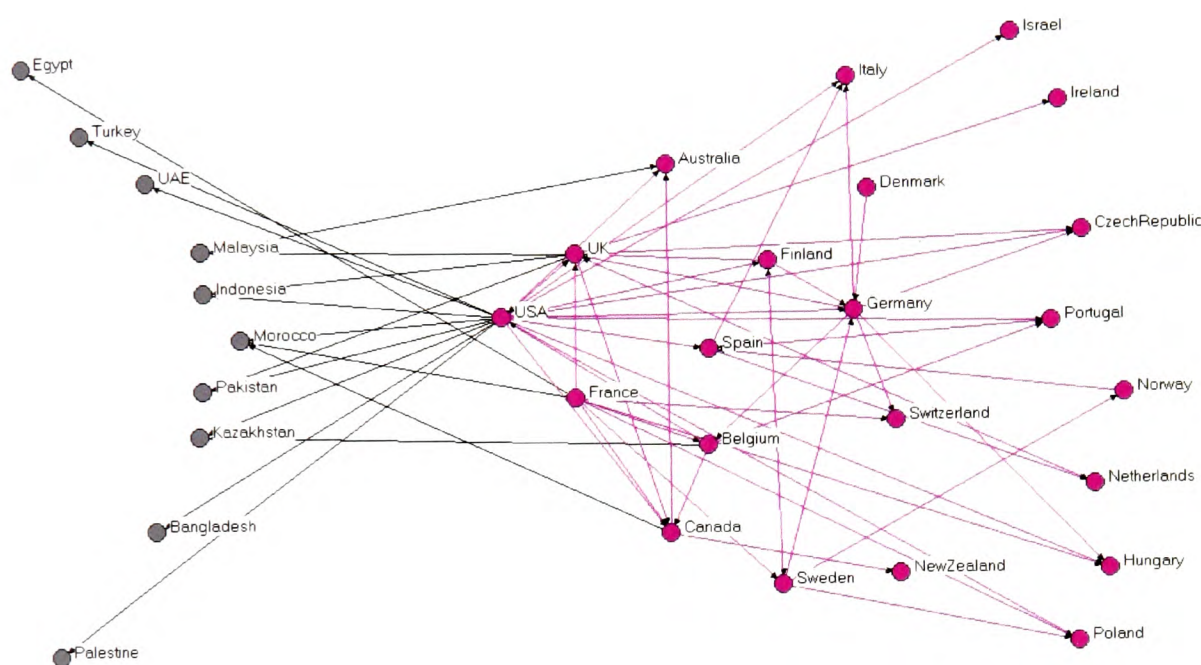 Israel
Egypt
Italy
Ireland
Turkey
Australia
UAE
Denmark
CzechRepublic
Malaysia
UK
Finland
Indonesia
USA
Germany
Portugal
Morocco
Spain
Pakistan
France
Norway
Switzerland
Kazakhstan
Belgium
Netherlands
Bangladesh
Canada
Hungary
NewZealand
Sweden
Palestine
Poland